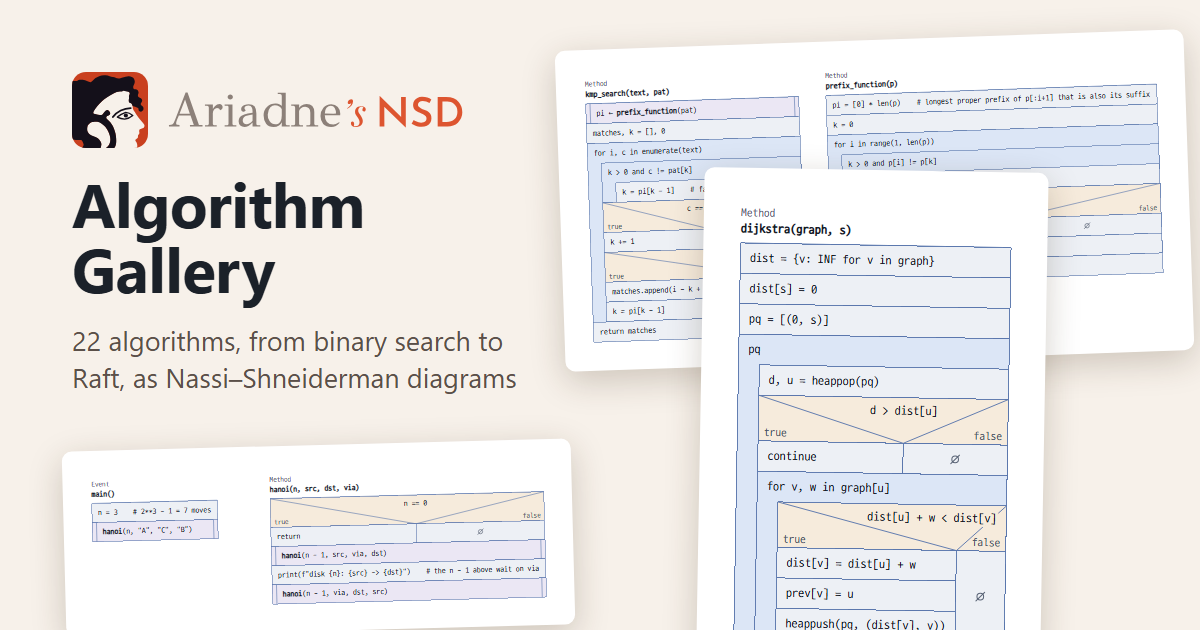 Ariadne's NSD
Algorithm
Gallery
22 algorithms, from binary search to
Raft, as Nassi–Shneiderman diagrams
Method
kmp_search(text, pat)
pi ← prefix_function(pat)
matches, k = [], 0
for i, c in enumerate(text)
k > 0 and c != pat[k]
k = pi[k - 1] #
c ==
true
k += 1
true
matches.append(i - k +
k = pi[k - 1]
return matches
Method
prefix_function(p)
pi = [0] * len(p) # longest proper prefix of p[:i+1] that is also its suffix
k = 0
for i in range(1, len(p))
k > 0 and p[i] != p[k]
false
∅
Method
dijkstra(graph, s)
dist = {v: INF for v in graph}
dist[s] = 0
pq = [(0, s)]
pq
d, u = heappop(pq)
d > dist[u]
true
false
continue
∅
for v, w in graph[u]
dist[u] + w < dist[v]
true
false
dist[v] = dist[u] + w
prev[v] = u
∅
heappush(pq, (dist[v], v))
Event
main()
n = 3 # 2**3 - 1 = 7 moves
hanoi(n, "A", "C", "B")
Method
hanoi(n, src, dst, via)
n == 0
true
false
return
∅
hanoi(n - 1, src, via, dst)
print(f"disk {n}: {src} -> {dst}") # the n - 1 above wait on via
hanoi(n - 1, via, dst, src)